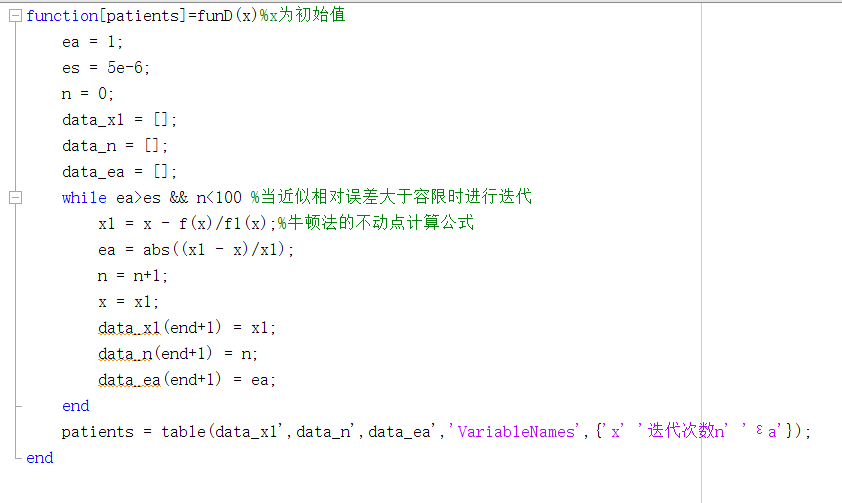 function[patients]=funD(x)%x为初始值
ea = 1;
es = 5e-6;
n = 0;
data_x1 = [];
data_n = [];
data_ea = [];
while ea>es && n<100 %当近似相对误差大于容限时进行迭代
x1 = x - f(x)/f1(x);%牛顿法的不动点计算公式
ea = abs((x1 - x)/x1);
n = n+1;
x = x1;
data_x1(end+1) = x1;
data_n(end+1) = n;
data_ea(end+1) = ea;
end
patients = table(data_x1',data_n',data_ea','VariableNames',{'x' '迭代次数n' 'εa'});
end